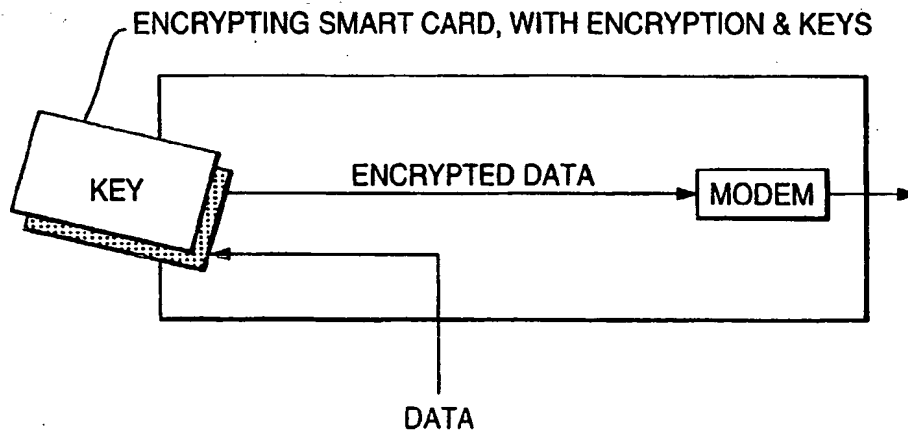 ENCRYPTING SMART CARD, WITH ENCRYPTION & KEYS
KEY
ENCRYPTED DATA
MODEM
DATA